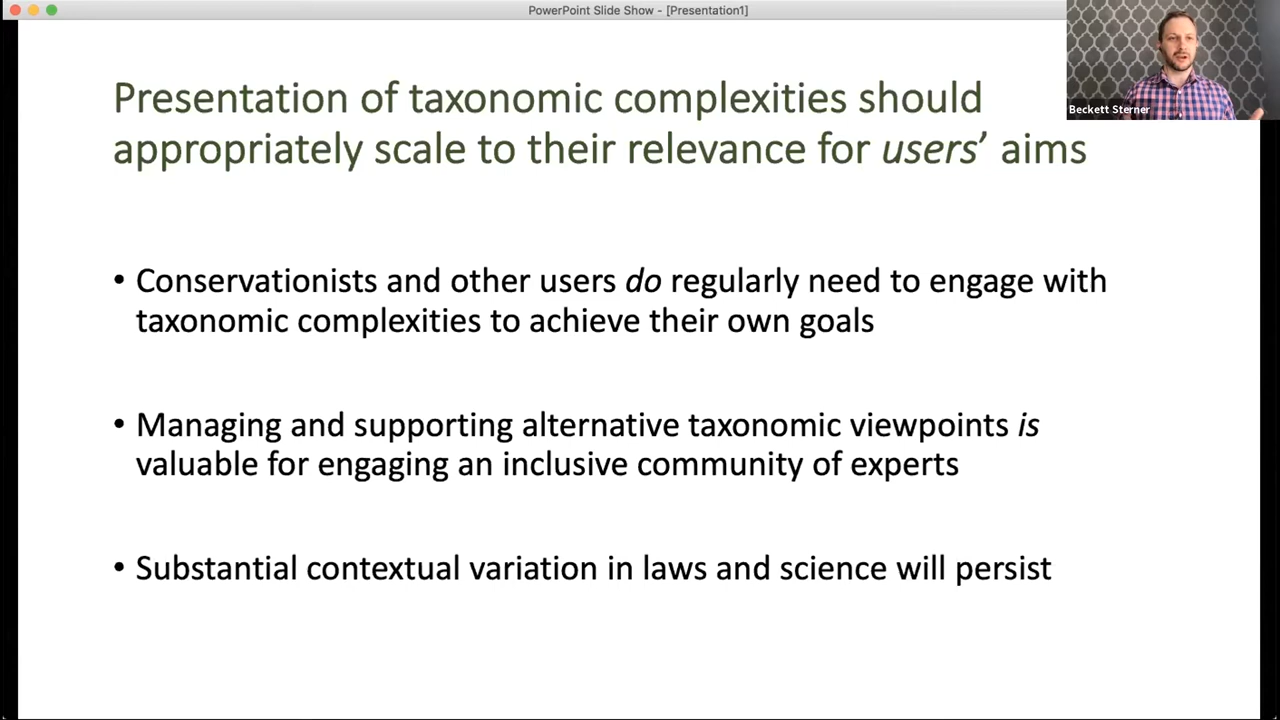 PowerPoint Slide Show - [Presentation1]
Beckett Sterner
Presentation of taxonomic complexities should
appropriately scale to their relevance for users’ aims
• Conservationists and other users do regularly need to engage with
taxonomic complexities to achieve their own goals
• Managing and supporting alternative taxonomic viewpoints is
valuable for engaging an inclusive community of experts
• Substantial contextual variation in laws and science will persist